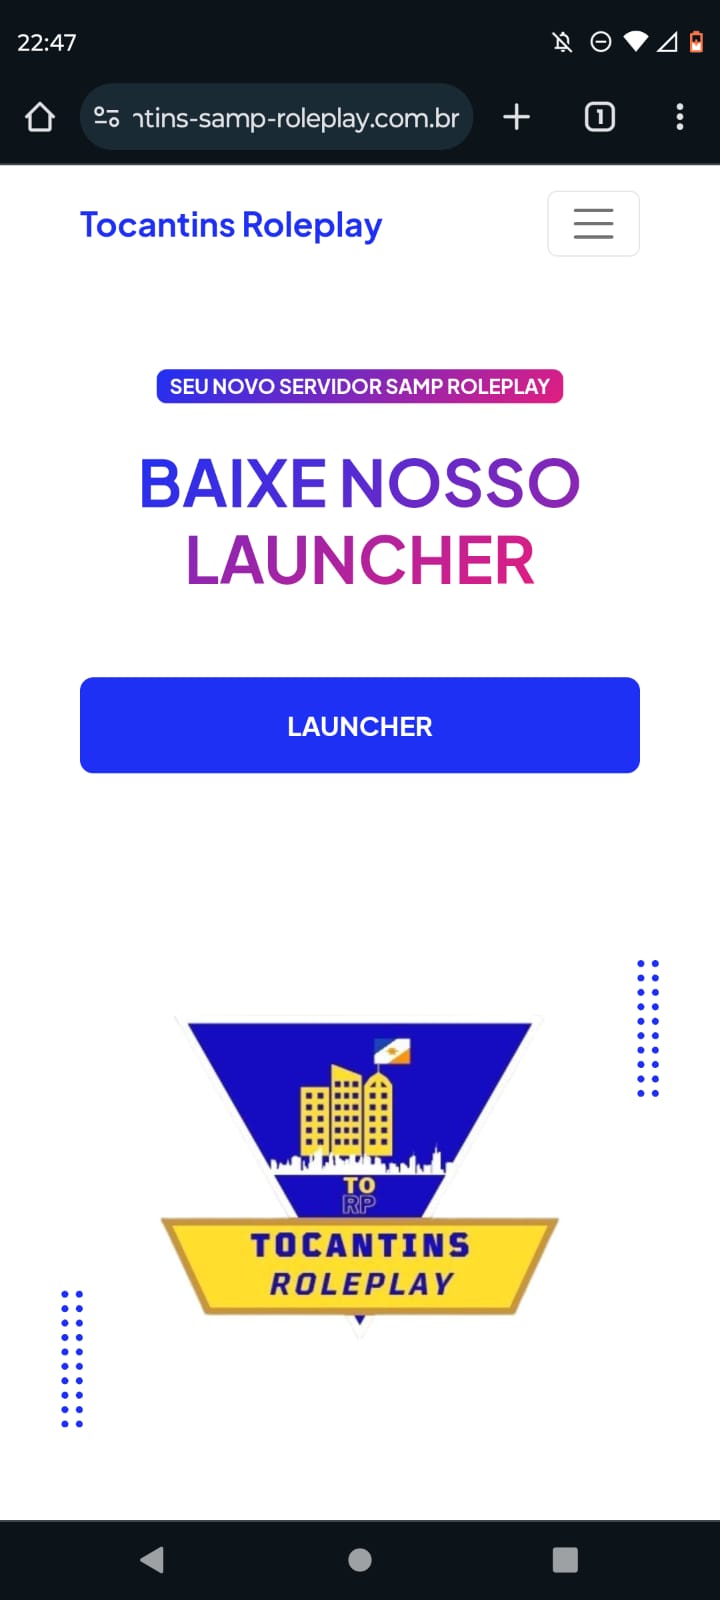 22:47
ntins-samp-roleplay.com.br
1
Tocantins Roleplay
SEU NOVO SERVIDOR SAMP ROLEPLAY
BAIXE NOSSO
LAUNCHER
LAUNCHER
TO
RP
TOCANTINS
ROLEPLAY